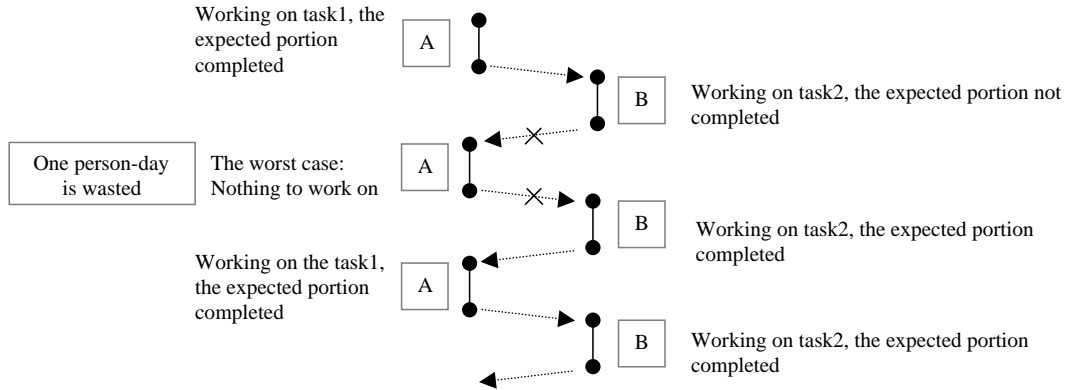 Working on task1, the
expected portion
completed
A
B
Working on task2, the expected portion not
completed
One person-day
is wasted
The worst case:
Nothing to work on
A
B
Working on task2, the expected portion
completed
Working on the task1,
the expected portion
completed
A
B
Working on task2, the expected portion
completed